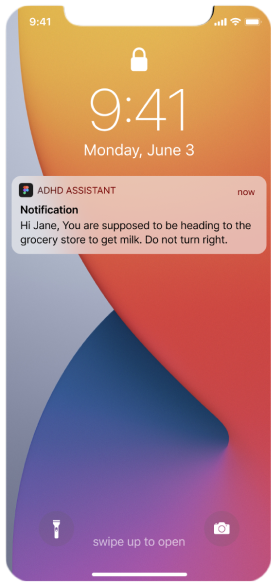 9:41
9:41
Monday, June 3
ADHD ASSISTANT now
Notification
Hi Jane, You are supposed to be heading to the
grocery store to get milk. Do not turn right.
swipe up to open